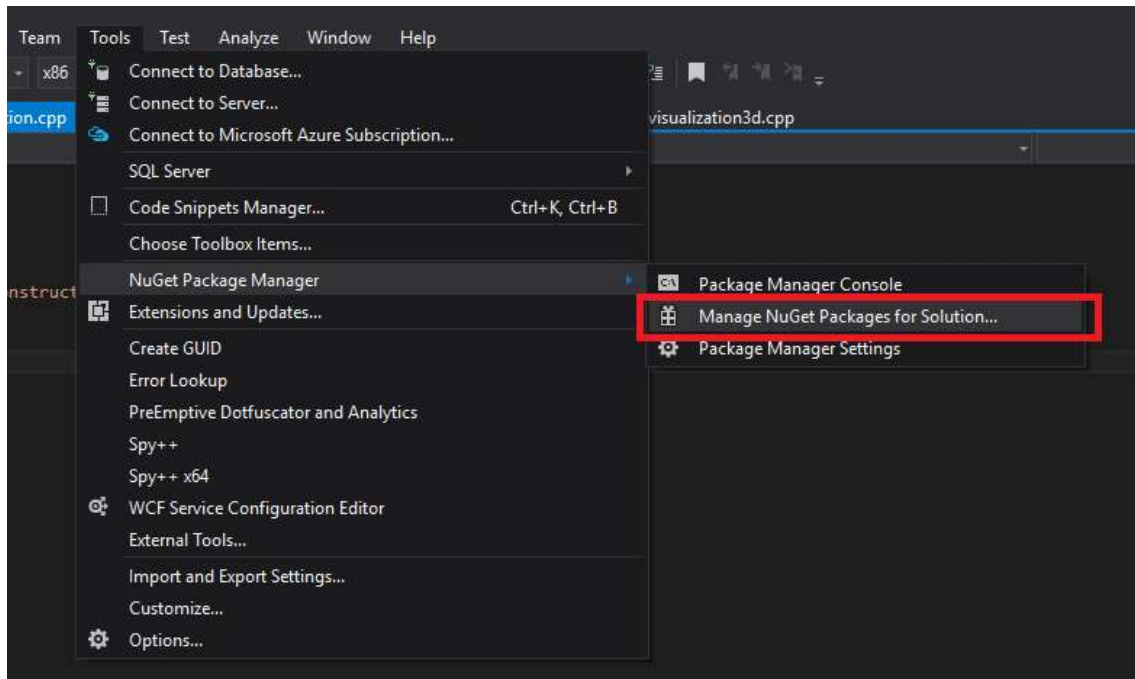 Team Tools Test Analyze Window Help
x86
Connect to Database...
Connect to Server...
ion.cpp
visualization3d.cpp
Connect to Microsoft Azure Subscription...
SQL Server
Code Snippets Manager... Ctrl+K, Ctrl+B
Choose Toolbox Items...
NuGet Package Manager
Package Manager Console
nstruct
Extensions and Updates...
Manage NuGet Packages for Solution...
Create GUID
Package Manager Settings
Error Lookup
PreEmptive Dotfuscator and Analytics
Spy++
Spy++ x64
WCF Service Configuration Editor
External Tools...
Import and Export Settings...
Customize...
Options...